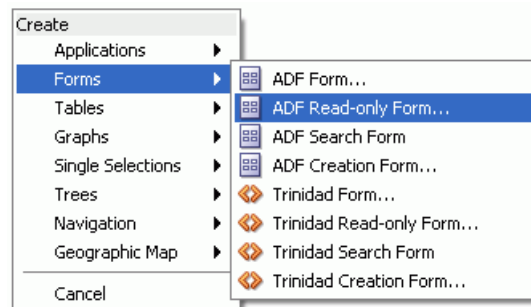 Create
Applications
Forms
Tables
Graphs
Single Selections
Trees
Navigation
Geographic Map
Cancel
ADF Form...
ADF Read-only Form...
ADF Search Form
ADF Creation Form...
Trinidad Form...
Trinidad Read-only Form...
Trinidad Search Form
Trinidad Creation Form...